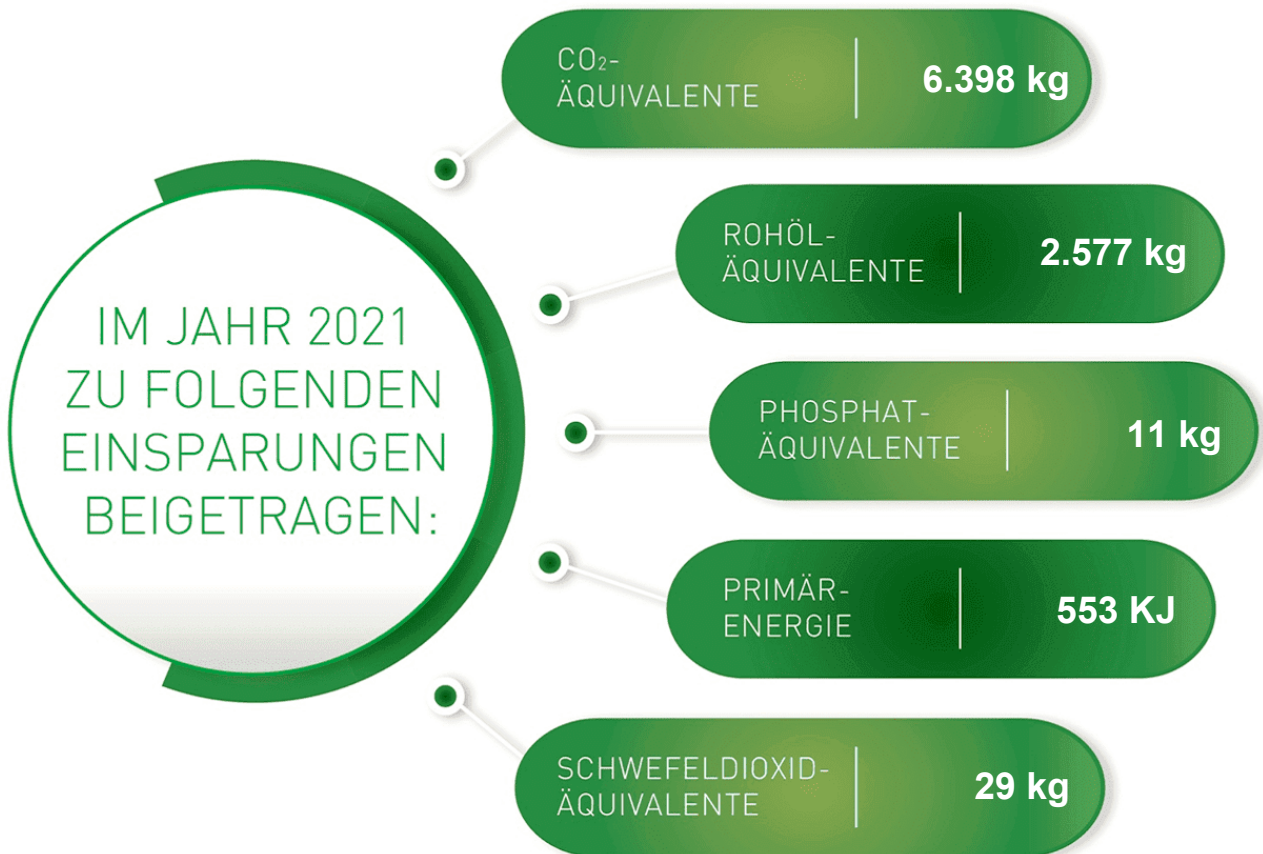 IM JAHR 2021
ZU FOLGENDEN
EINSPARUNGEN
BEIGETRAGEN:
CO₂-
ÄQUIVALENTE
6.398 kg
ROHÖL-
ÄQUIVALENTE
2.577 kg
PHOSPHAT-
ÄQUIVALENTE
11 kg
PRIMÄR-
ENERGIE
553 KJ
SCHWEFELDIOXID-
ÄQUIVALENTE
29 kg